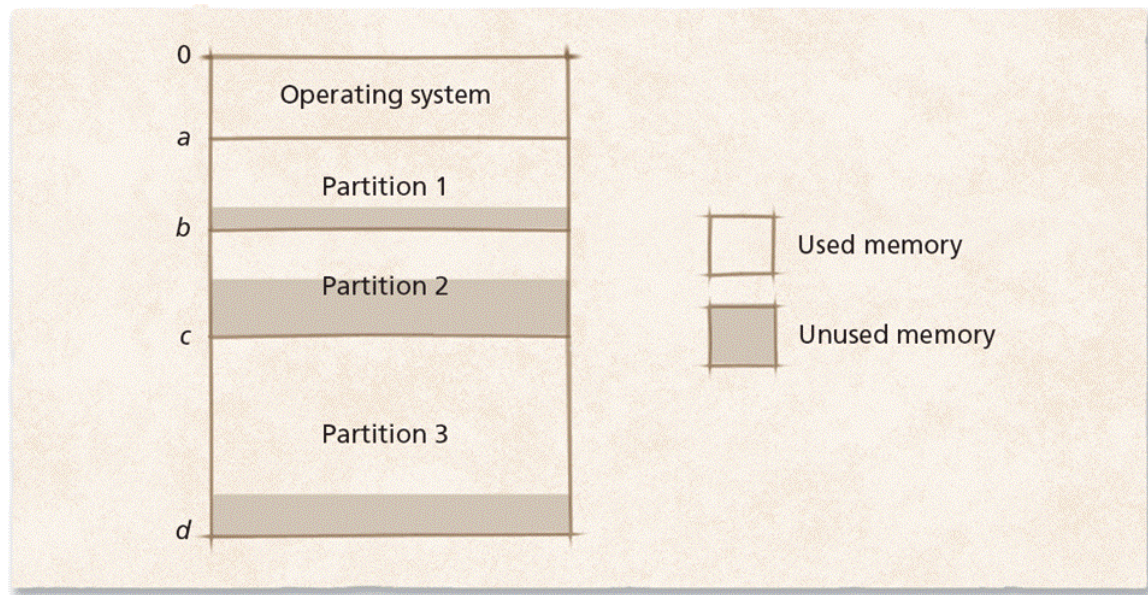 0
Operating system
a
Partition 1
b
Partition 2
c
Partition 3
d
Used memory
Unused memory